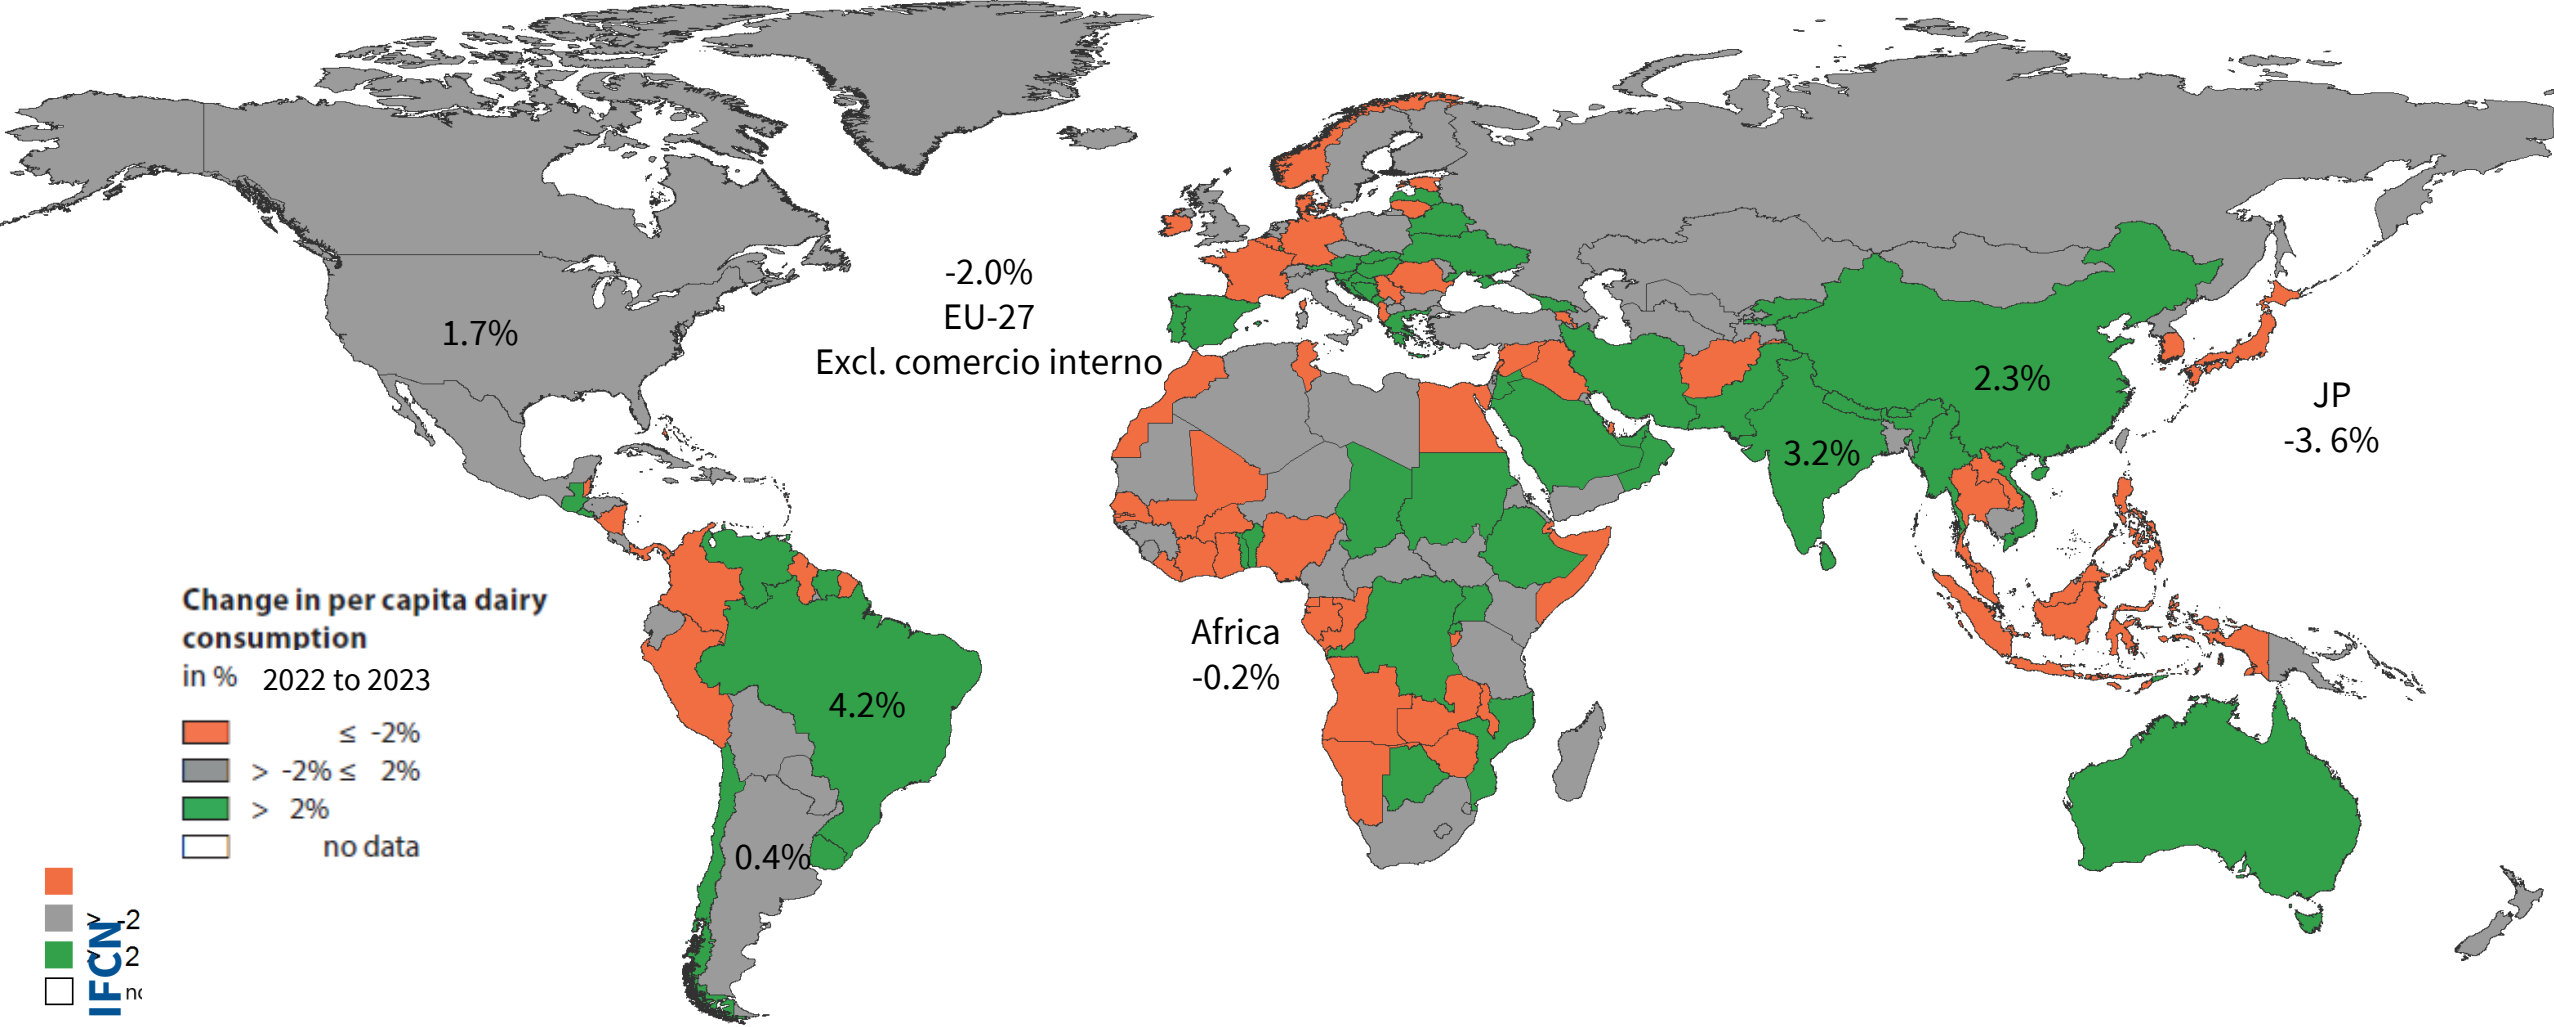 -2.0%
EU-27
Excl. comercio interno
1.7%
2.3%
JP
-3. 6%
3.2%
Change in per capita dairy
consumption
in % 2022 to 2023
≤ -2%
> -2% ≤ 2%
> 2%
no data
Africa
-0.2%
4.2%
0.4%
> -2
> 2
IFCN